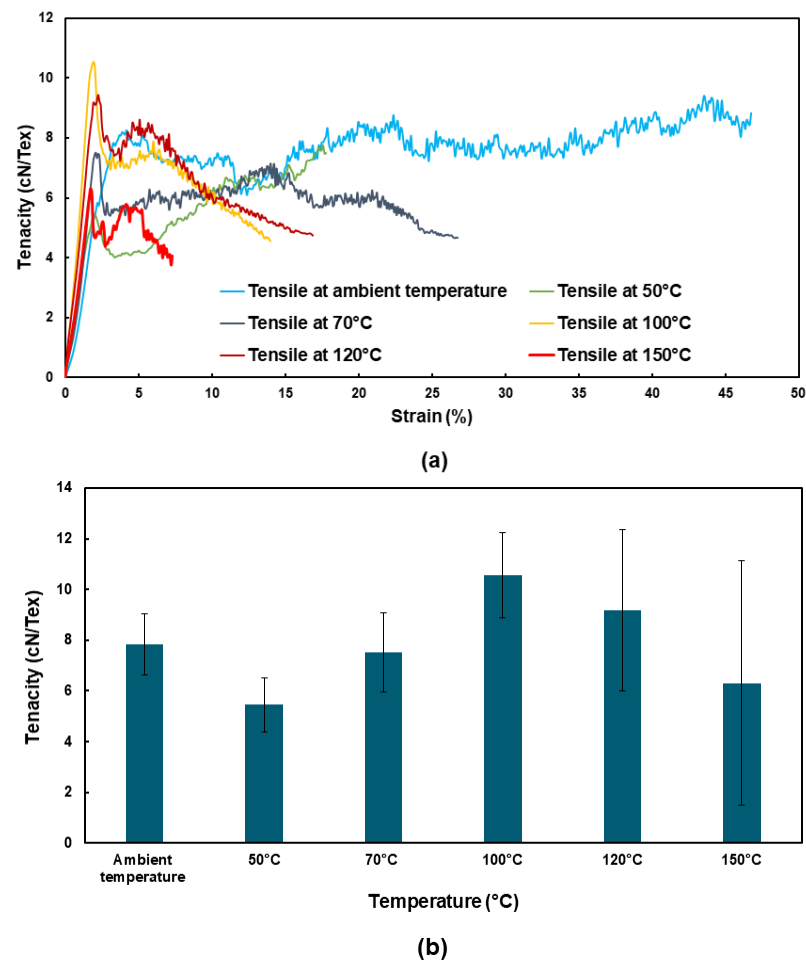 12
10
8
6
4
2
0
Tenacity (cN/Tex)
Tensile at ambient temperature
Tensile at 50°C
Tensile at 70°C
Tensile at 100°C
Tensile at 120°C
Tensile at 150°C
0 5 10 15 20 25 30 35 40 45 50
Strain (%)
(a)
14
12
10
8
6
4
2
0
Tenacity (cN/Tex)
Ambient temperature 50°C 70°C 100°C 120°C 150°C
Temperature (°C)
(b)